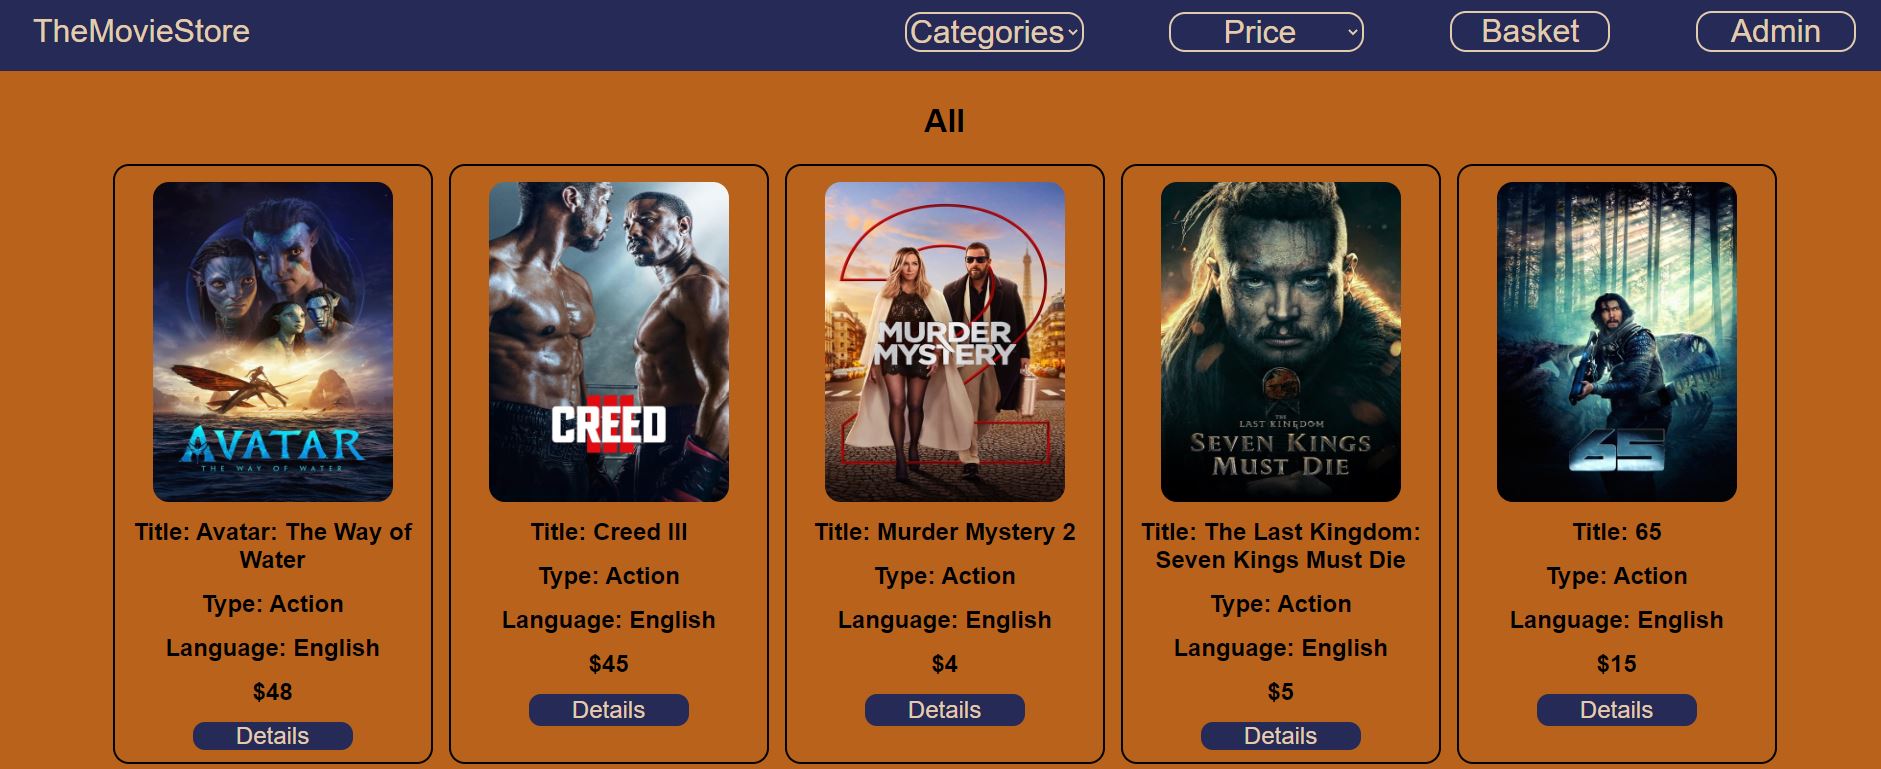 TheMovieStore
Categories
Price
Basket
Admin
All
AVATAR
THE WAY OF WATER
CREED
III
MURDER
MYSTERY
2
THE
LAST KINGDOM
SEVEN KINGS
MUST DIE
65
Title: Avatar: The Way of
Water
Type: Action
Language: English
$48
Details
Title: Creed III
Type: Action
Language: English
$45
Details
Title: Murder Mystery 2
Type: Action
Language: English
$4
Details
Title: The Last Kingdom:
Seven Kings Must Die
Type: Action
Language: English
$5
Details
Title: 65
Type: Action
Language: English
$15
Details